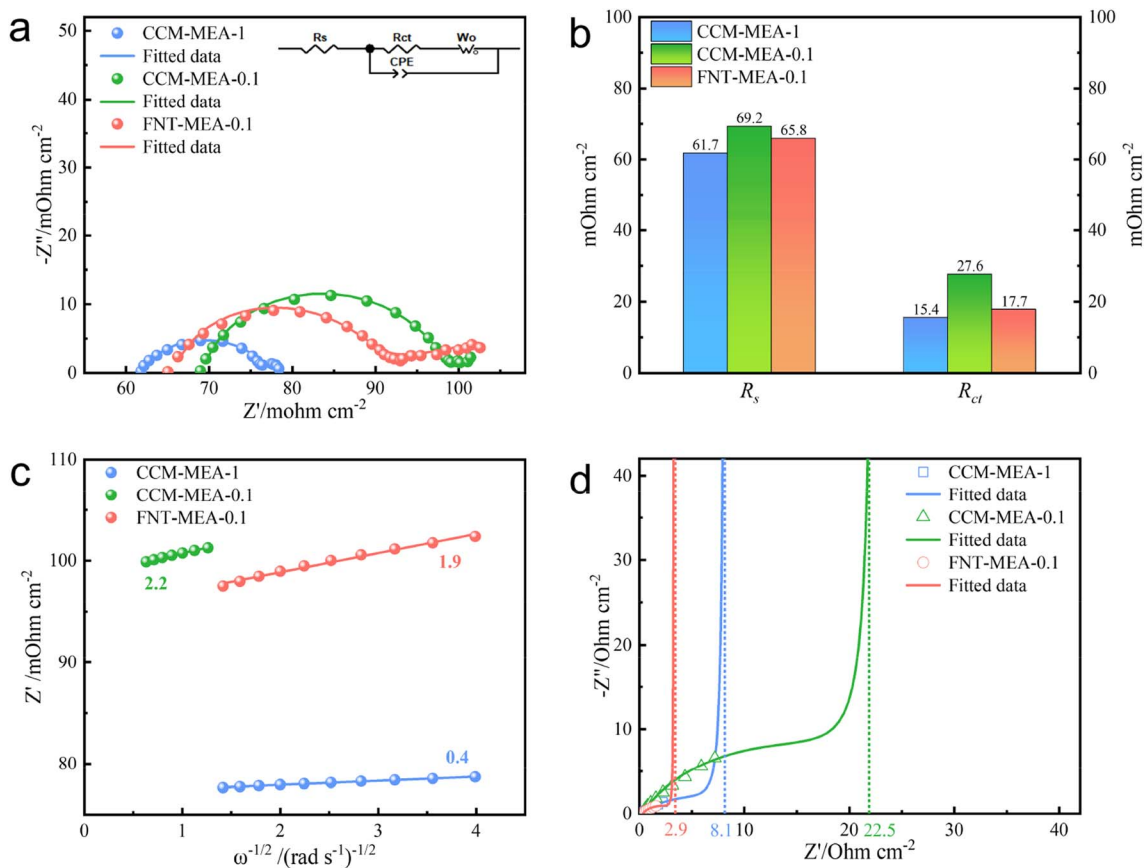 a
CCM-MEA-1
Fitted data
CCM-MEA-0.1
Fitted data
FNT-MEA-0.1
Fitted data
Rs
Rct
Wo
CPE
50
40
30
20
10
0
-Z''/mOhm cm⁻²
60 70 80 90 100
Z'/mohm cm⁻²
b
CCM-MEA-1
CCM-MEA-0.1
FNT-MEA-0.1
100
80
60
40
20
0
mOhm cm⁻²
61.7
69.2
65.8
15.4
27.6
17.7
100
80
60
40
20
0
mOhm cm⁻²
Rs Rct
c
CCM-MEA-1
CCM-MEA-0.1
FNT-MEA-0.1
110
100
90
80
Z' /mOhm cm⁻²
2.2
1.9
0.4
0 1 2 3 4
ω⁻¹/² /(rad s⁻¹)⁻¹/²
d
CCM-MEA-1
Fitted data
CCM-MEA-0.1
Fitted data
FNT-MEA-0.1
Fitted data
40
30
20
10
0
-Z''/Ohm cm⁻²
0 2.9 8.1 10 20 22.5 30 40
Z'/Ohm cm⁻²